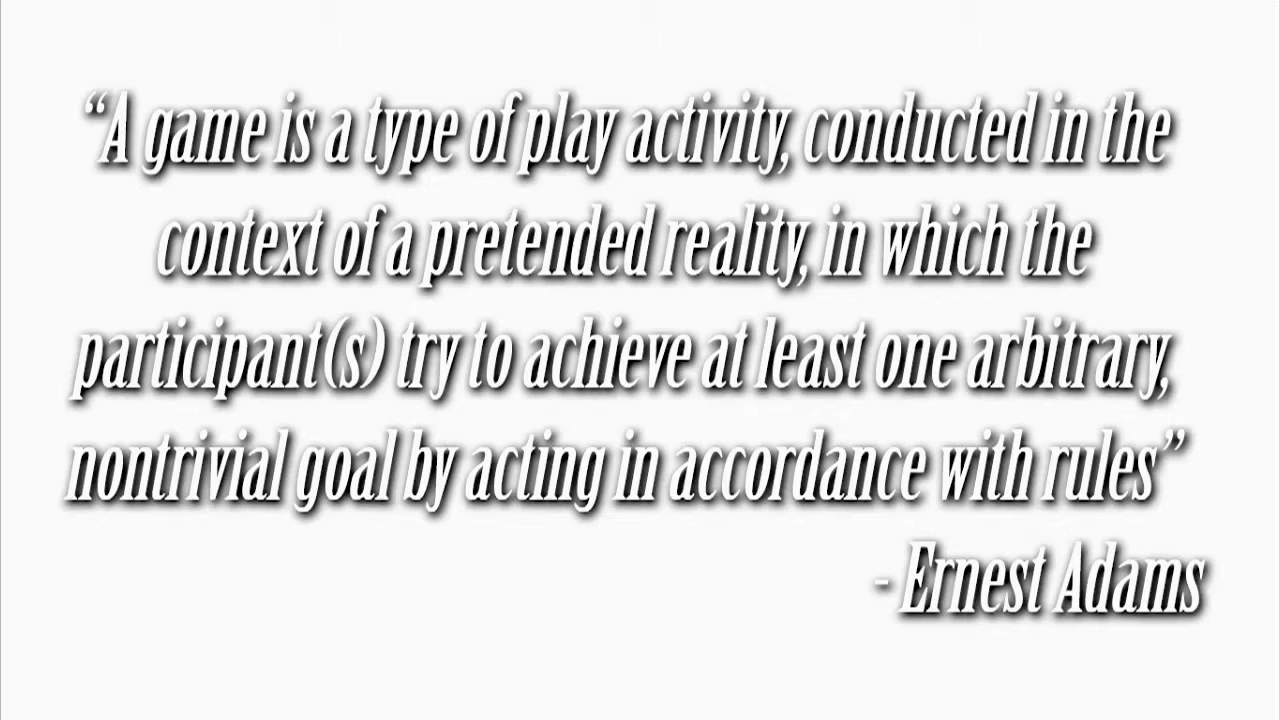 “A game is a type of play activity, conducted in the
context of a pretended reality, in which the
participant(s) try to achieve at least one arbitrary,
nontrivial goal by acting in accordance with rules”
- Ernest Adams